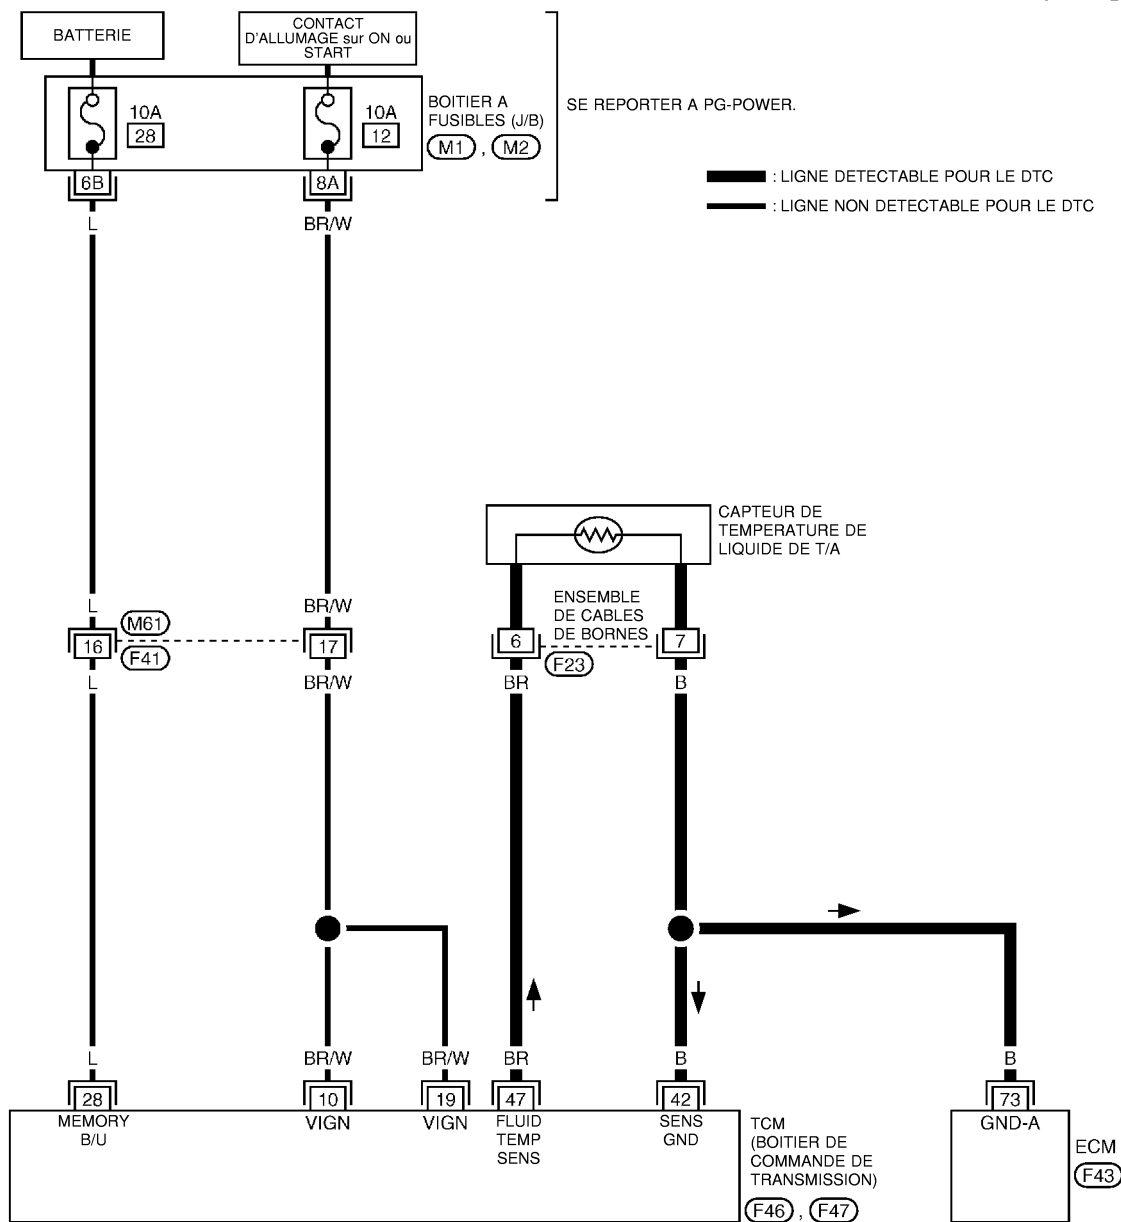 BATTERIE
CONTACT
D'ALLUMAGE sur ON ou
START
10A
28
10A
12
BOITIER A
FUSIBLES (J/B)
M1 , M2
SE REPORTER A PG-POWER.
6B
8A
: LIGNE DETECTABLE POUR LE DTC
: LIGNE NON DETECTABLE POUR LE DTC
L
BR/W
CAPTEUR DE
TEMPERATURE DE
LIQUIDE DE T/A
L
BR/W
ENSEMBLE
DE CABLES
DE BORNES
M61
16
17
6
7
F41
F23
L
BR/W
BR
B
L
BR/W
BR/W
BR
B
B
28
10
19
47
42
73
MEMORY
B/U
VIGN
VIGN
FLUID
TEMP
SENS
SENS
GND
TCM
(BOITIER DE
COMMANDE DE
TRANSMISSION)
F46 , F47
GND-A
ECM
F43